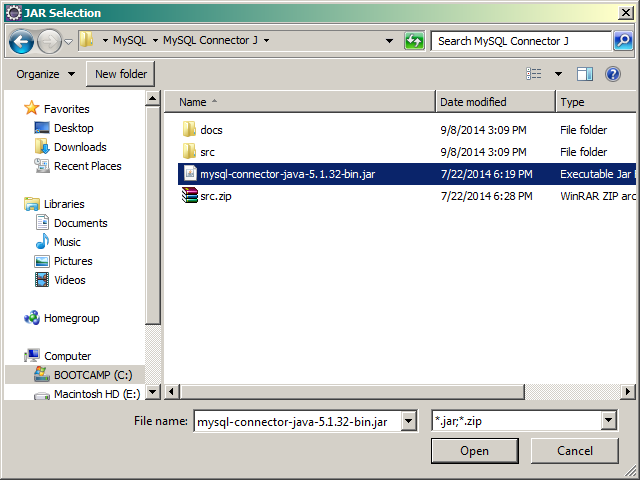 JAR Selection
MySQL MySQL Connector J Search MySQL Connector J
Organize New folder
Name Date modified Type
docs 9/8/2014 3:09 PM File folder
src 9/8/2014 3:09 PM File folder
mysql-connector-java-5.1.32-bin.jar 7/22/2014 6:19 PM Executable Jar
src.zip 7/22/2014 6:28 PM WinRAR ZIP arc
Favorites
Desktop
Downloads
Recent Places
Libraries
Documents
Music
Pictures
Videos
Homegroup
Computer
BOOTCAMP (C:)
Macintosh HD (E:)
File name: mysql-connector-java-5.1.32-bin.jar *.jar;*.zip
Open Cancel